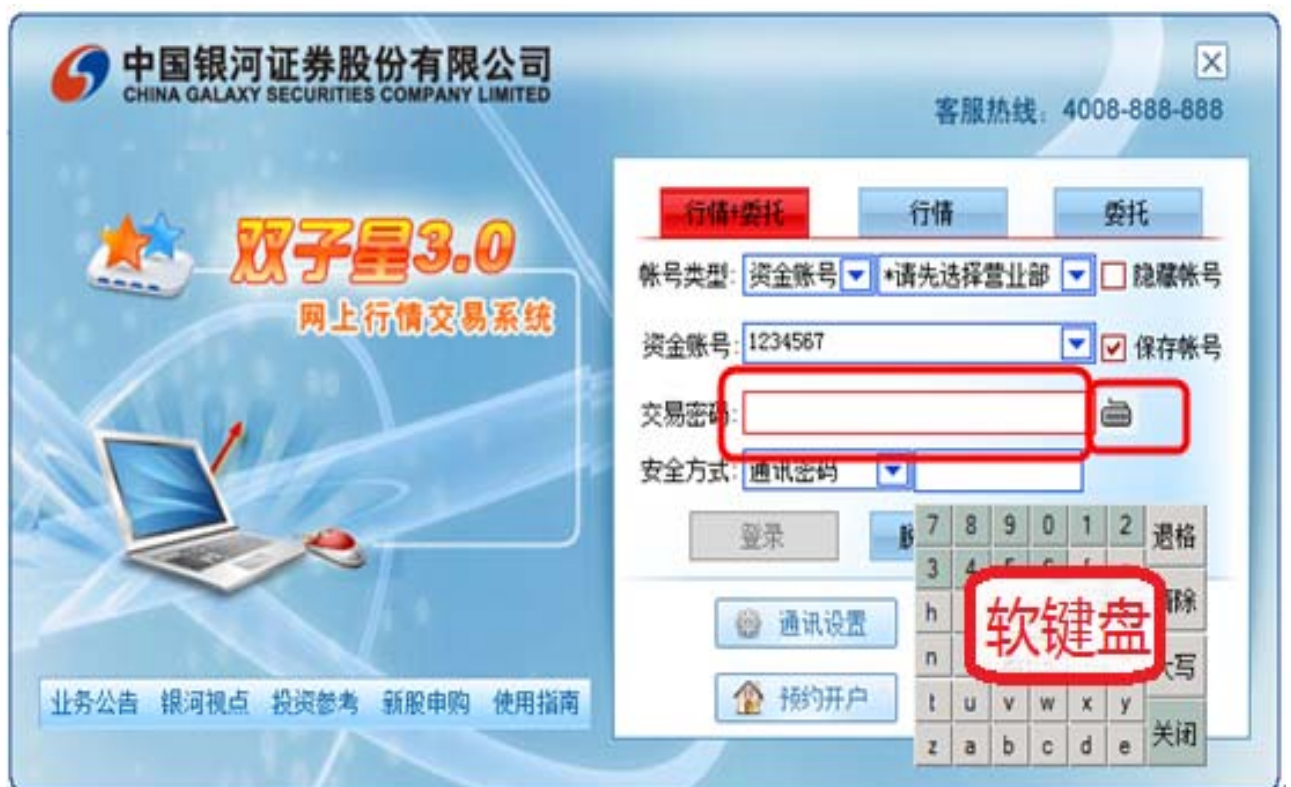 中国银河证券股份有限公司
CHINA GALAXY SECURITIES COMPANY LIMITED
客服热线: 4008-888-888
双子星3.0
网上行情交易系统
行情+委托 行情 委托
帐号类型: 资金账号 *请先选择营业部 隐藏帐号
资金账号: 1234567 保存帐号
交易密码:
安全方式: 通讯密码
登录
7 8 9 0 1 2 退格
3 4
h 软键盘
n 大写
t u v w x y
z a b c d e 关闭
通讯设置
预约开户
业务公告 银河视点 投资参考 新股申购 使用指南